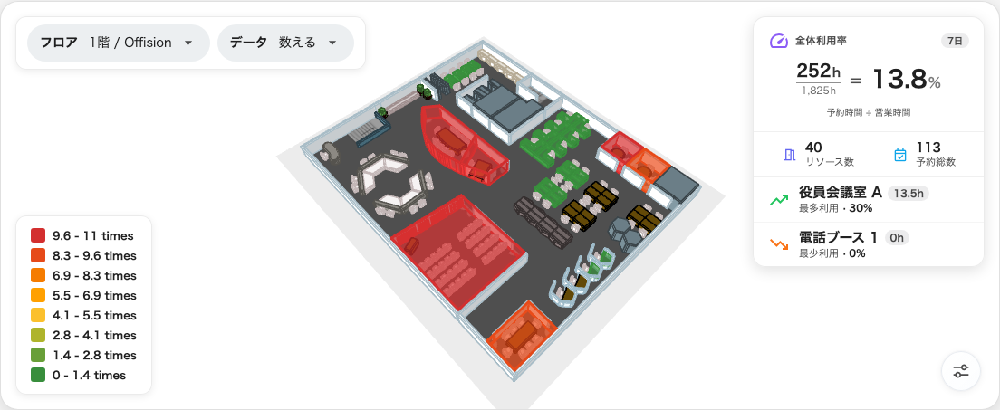 フロア 1階 / Offision
データ 数える
全体利用率 7日
252h
1,825h
= 13.8%
予約時間 ÷ 営業時間
40
リソース数
113
予約総数
役員会議室 A 13.5h
最多利用・30%
電話ブース 1 0h
最少利用・0%
9.6 - 11 times
8.3 - 9.6 times
6.9 - 8.3 times
5.5 - 6.9 times
4.1 - 5.5 times
2.8 - 4.1 times
1.4 - 2.8 times
0 - 1.4 times